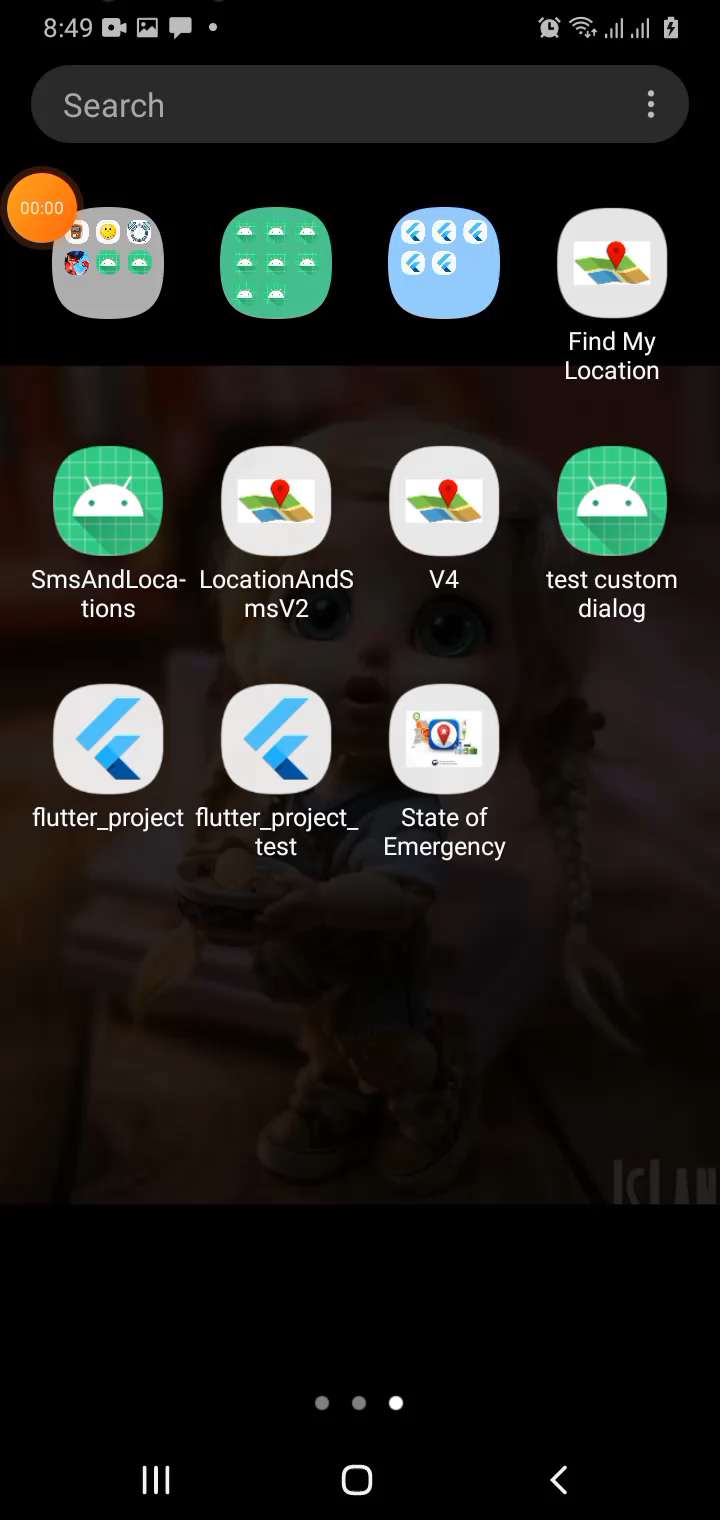 8:49
Search
00:00
Find My
Location
SmsAndLoca-
tions
LocationAndS
msV2
V4
test custom
dialog
flutter_project
flutter_project_
test
State of
Emergency